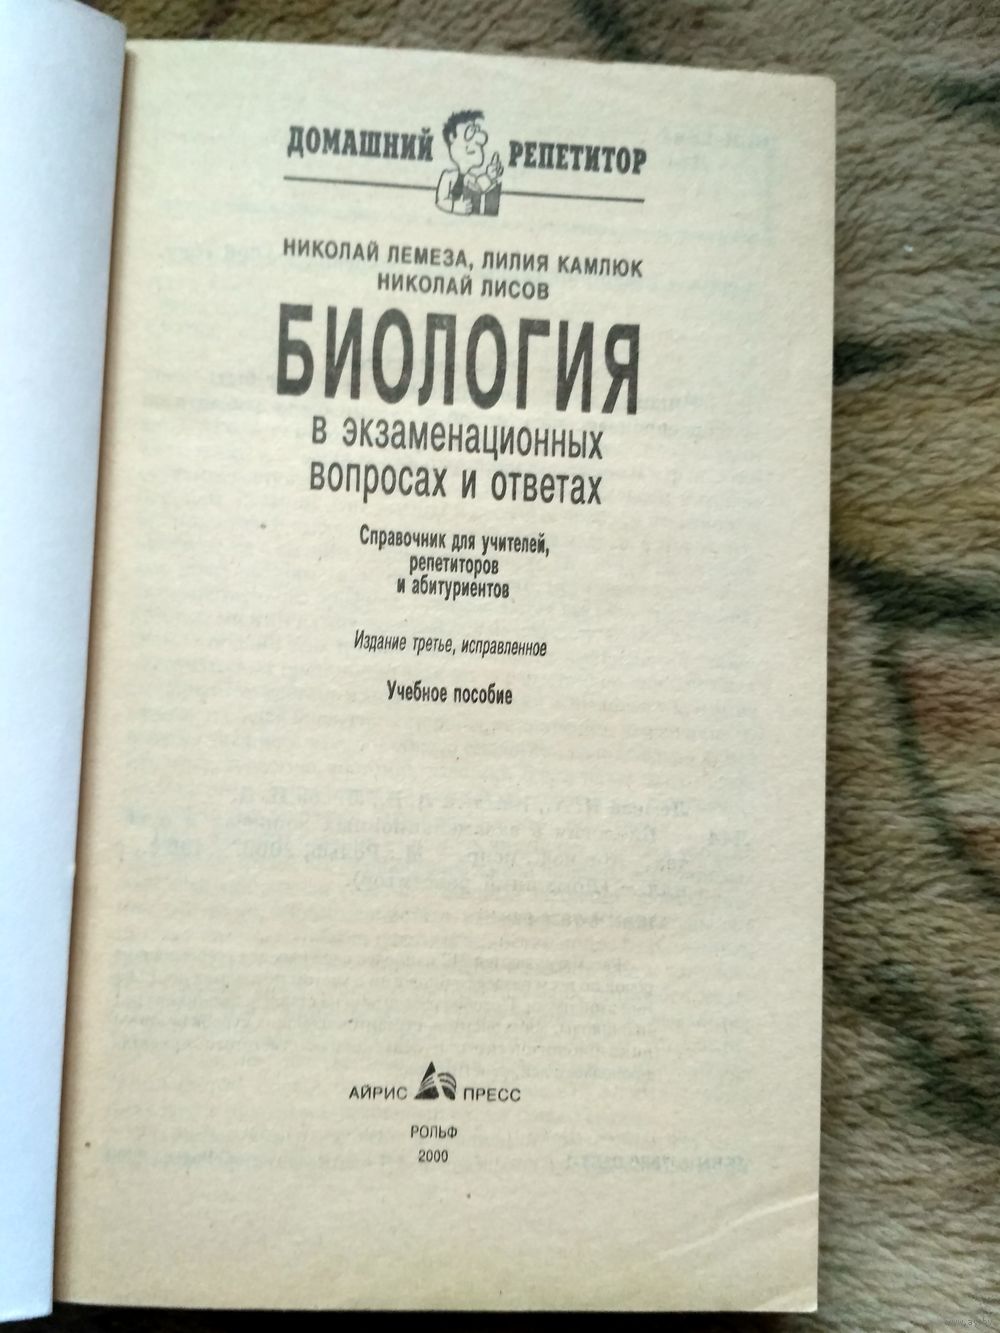 ДОМАШНИЙ РЕПЕТИТОР
НИКОЛАЙ ЛЕМЕЗА, ЛИЛИЯ КАМЛЮК
НИКОЛАЙ ЛИСОВ
БИОЛОГИЯ
в экзаменационных
вопросах и ответах
Справочник для учителей,
репетиторов
и абитуриентов
Издание третье, исправленное
Учебное пособие
АЙРИС ПРЕСС
РОЛЬФ
2000